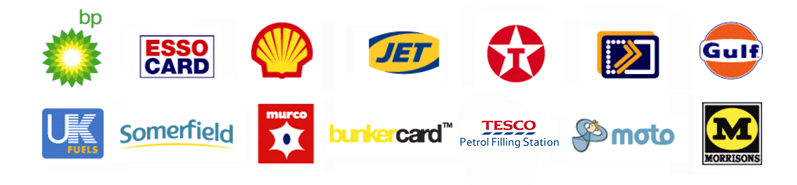 bp
ESSO
CARD
JET
T
Gulf
UK
FUELS
Somerfield
murco
bunkercard™
TESCO
Petrol Filling Station
moto
M
MORRISONS